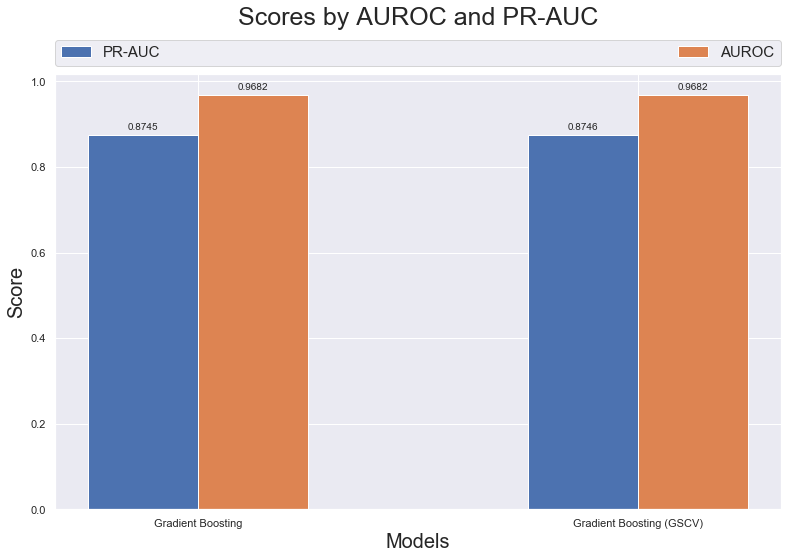 Scores by AUROC and PR-AUC
PR-AUC
AUROC
1.0
0.8
0.6
0.4
0.2
0.0
Score
0.8745
0.9682
0.8746
0.9682
Gradient Boosting
Gradient Boosting (GSCV)
Models